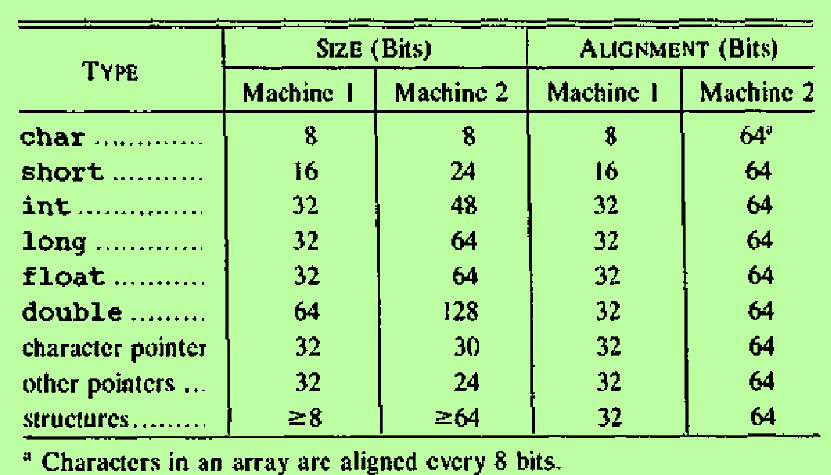 TYPE SIZE (Bits) ALIGNMENT (Bits)
Machine 1 Machine 2 Machine 1 Machine 2
char ............. 8 8 8 64ª
short ........... 16 24 16 64
int ............... 32 48 32 64
long ............. 32 64 32 64
float ........... 32 64 32 64
double ......... 64 128 32 64
character pointer 32 30 32 64
other pointers ... 32 24 32 64
structures......... ≥8 ≥64 32 64
ª Characters in an array are aligned every 8 bits.